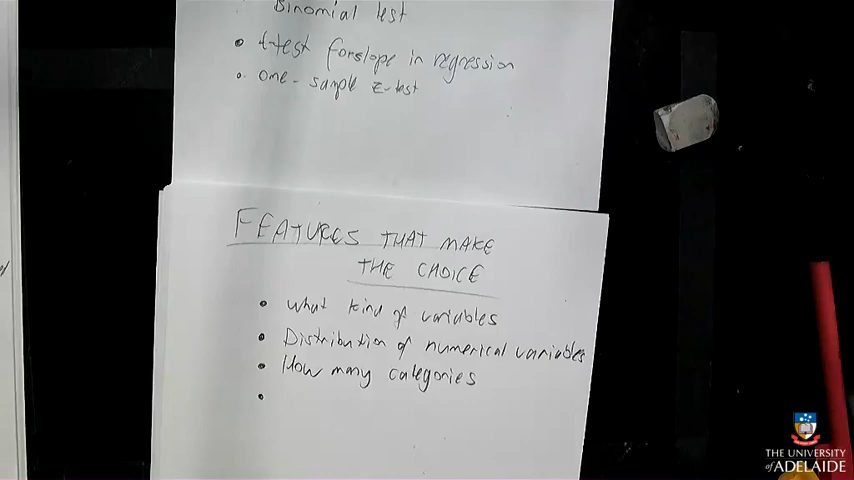 Binomial test
• t-test for slope in regression
• one-sample z-test
FEATURES THAT MAKE
THE CHOICE
• What kind of variables
• Distribution of numerical variables
• How many categories
•
THE UNIVERSITY
of ADELAIDE